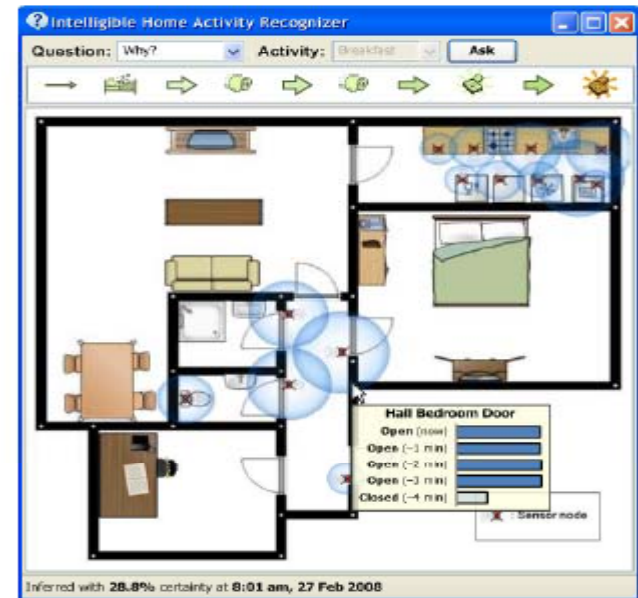 Intelligible Home Activity Recognizer
Question: Why? Activity: Breakfast Ask
Hall Bedroom Door
Open (now)
Open (−1 min)
Open (−2 min)
Open (−3 min)
Closed (−4 min)
: Sensor node
Inferred with 28.8% certainty at 8:01 am, 27 Feb 2008